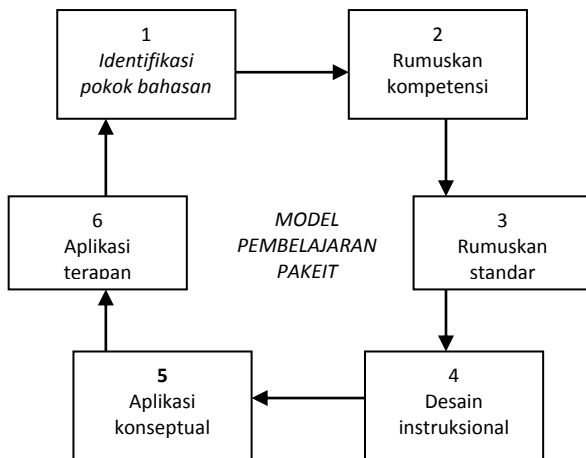 1
Identifikasi
pokok bahasan
2
Rumuskan
kompetensi
6
Aplikasi
terapan
MODEL
PEMBELAJARAN
PAKEIT
3
Rumuskan
standar
5
Aplikasi
konseptual
4
Desain
instruksional